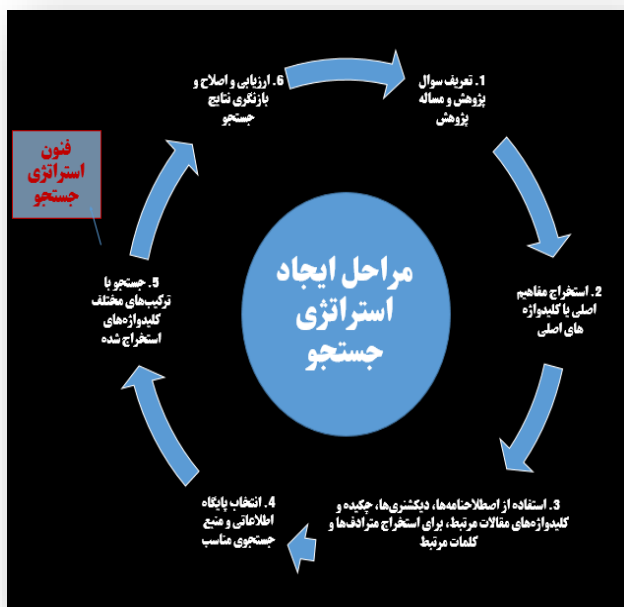 مراحل ایجاد
استراتژی
جستجو
1. تعریف سوال
پژوهش و مساله
پژوهش
2. استخراج مفاهیم
اصلی یا کلیدواژه
های اصلی
3. استفاده از اصطلاحنامه‌ها، دیکشنری‌ها، چکیده و
کلیدواژه‌های مقالات مرتبط، برای استخراج مترادف‌ها و
کلمات مرتبط
4. انتخاب پایگاه
اطلاعاتی و منبع
جستجوی مناسب
5. جستجو با
ترکیب‌های مختلف
کلیدواژه‌های
استخراج شده
6. ارزیابی و اصلاح و
بازنگری نتایج
جستجو
فنون
استراتژی
جستجو